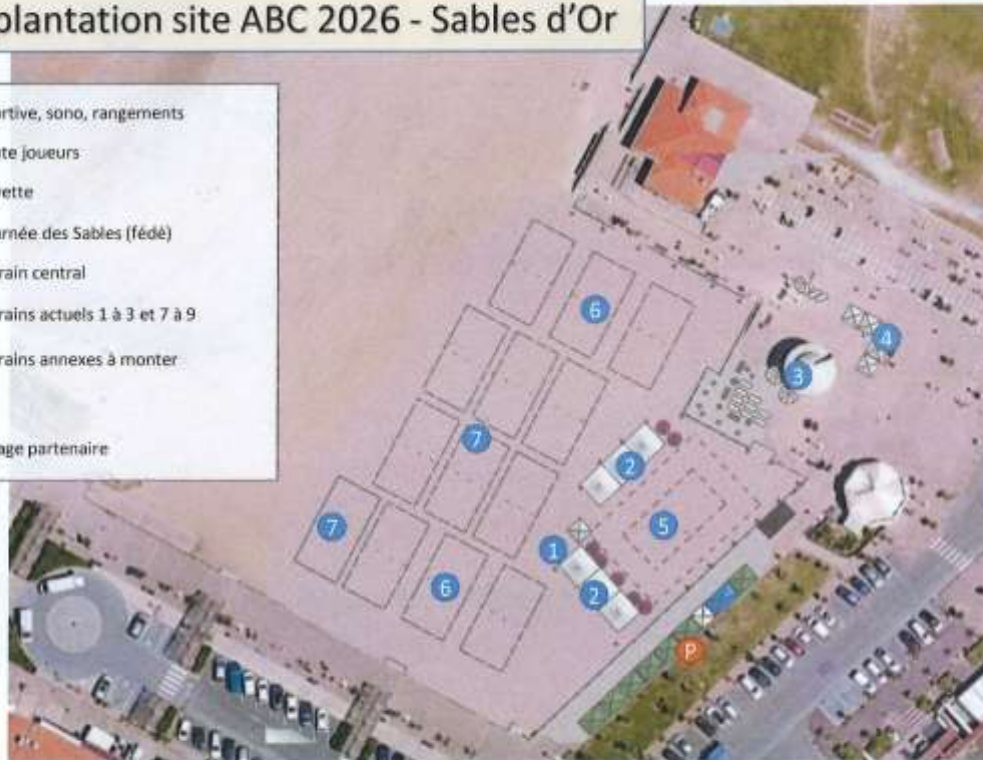 plantation site ABC 2026 - Sables d'Or
rtive, sono, rangements
te joueurs
ette
rnée des Sables (fédé)
rain central
rains actuels 1 à 3 et 7 à 9
rains annexes à monter
age partenaire
6
4
3
7
2
5
7
1
6
2
P